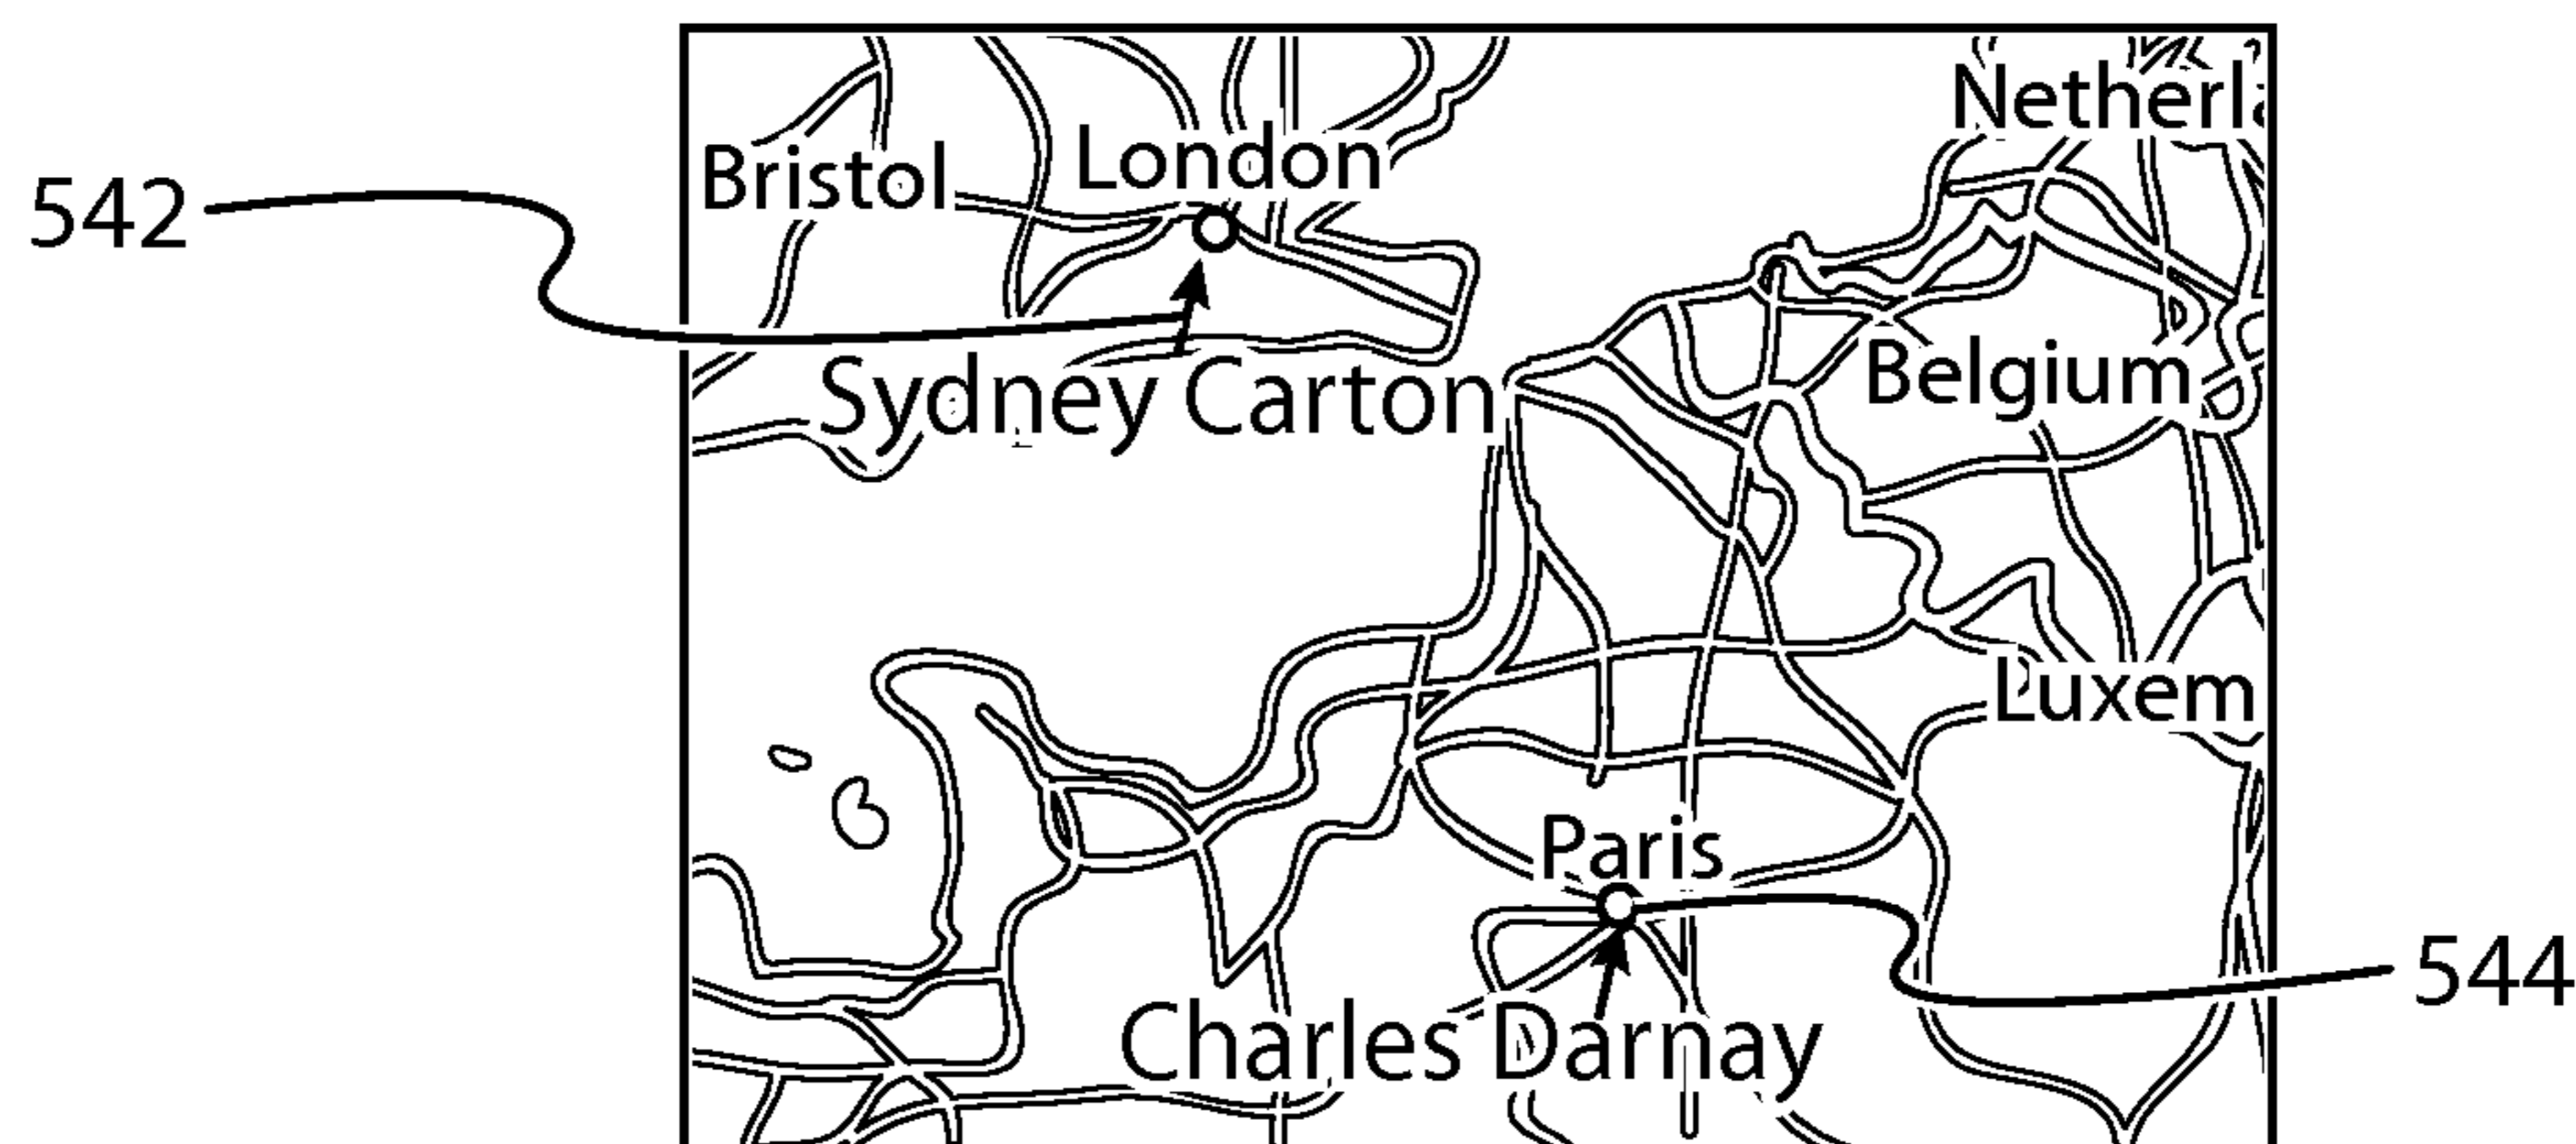 Netherl
London
Bristol
542
Belgium
Sydney Carton
Luxem
Paris
544
Charles Darnay